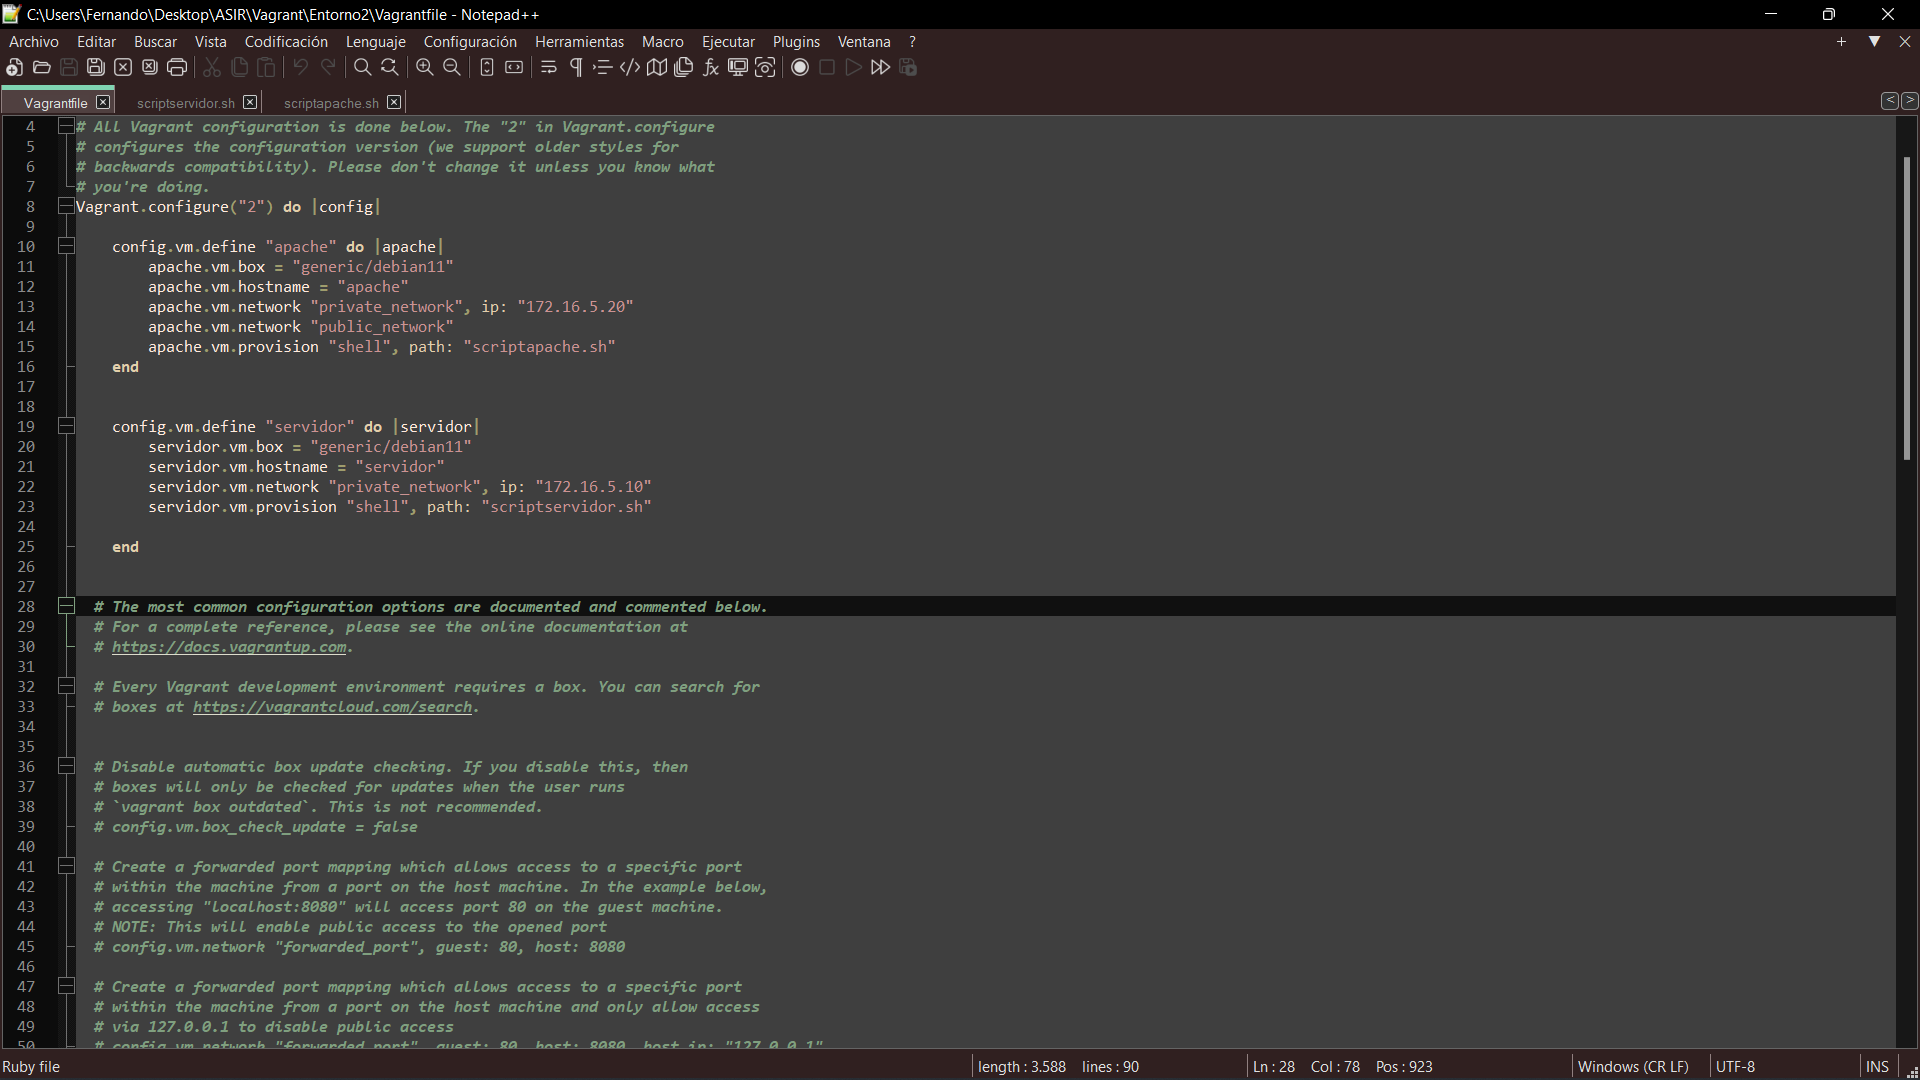 C:\Users\Fernando\Desktop\ASIR\Vagrant\Entorno2\Vagrantfile - Notepad++
Archivo Editar Buscar Vista Codificación Lenguaje Configuración Herramientas Macro Ejecutar Plugins Ventana ?
Vagrantfile scriptservidor.sh scriptapache.sh
4 # All Vagrant configuration is done below. The "2" in Vagrant.configure
5 # configures the configuration version (we support older styles for
6 # backwards compatibility). Please don't change it unless you know what
7 # you're doing.
8 Vagrant.configure("2") do |config|
9
10 config.vm.define "apache" do |apache|
11 apache.vm.box = "generic/debian11"
12 apache.vm.hostname = "apache"
13 apache.vm.network "private_network", ip: "172.16.5.20"
14 apache.vm.network "public_network"
15 apache.vm.provision "shell", path: "scriptapache.sh"
16 end
17
18
19 config.vm.define "servidor" do |servidor|
20 servidor.vm.box = "generic/debian11"
21 servidor.vm.hostname = "servidor"
22 servidor.vm.network "private_network", ip: "172.16.5.10"
23 servidor.vm.provision "shell", path: "scriptservidor.sh"
24
25 end
26
27
28 # The most common configuration options are documented and commented below.
29 # For a complete reference, please see the online documentation at
30 # https://docs.vagrantup.com.
31
32 # Every Vagrant development environment requires a box. You can search for
33 # boxes at https://vagrantcloud.com/search.
34
35
36 # Disable automatic box update checking. If you disable this, then
37 # boxes will only be checked for updates when the user runs
38 # `vagrant box outdated`. This is not recommended.
39 # config.vm.box_check_update = false
40
41 # Create a forwarded port mapping which allows access to a specific port
42 # within the machine from a port on the host machine. In the example below,
43 # accessing "localhost:8080" will access port 80 on the guest machine.
44 # NOTE: This will enable public access to the opened port
45 # config.vm.network "forwarded_port", guest: 80, host: 8080
46
47 # Create a forwarded port mapping which allows access to a specific port
48 # within the machine from a port on the host machine and only allow access
49 # via 127.0.0.1 to disable public access
50 # config.vm.network "forwarded_port", guest: 80, host: 8080, host_ip: "127.0.0.1"
Ruby file length : 3.588 lines : 90 Ln : 28 Col : 78 Pos : 923 Windows (CR LF) UTF-8 INS